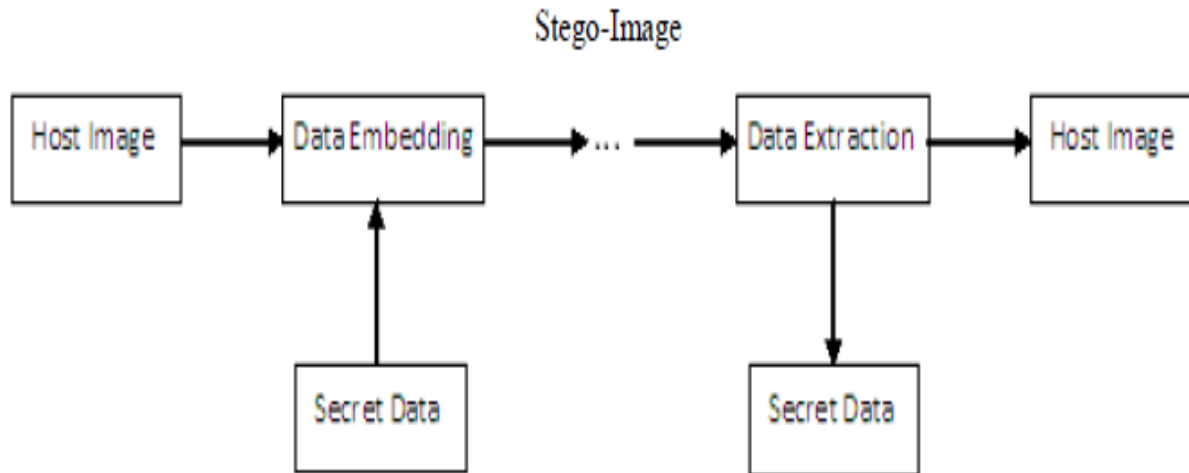 Stego-Image
Host Image
Data Embedding
...
Data Extraction
Host Image
Secret Data
Secret Data